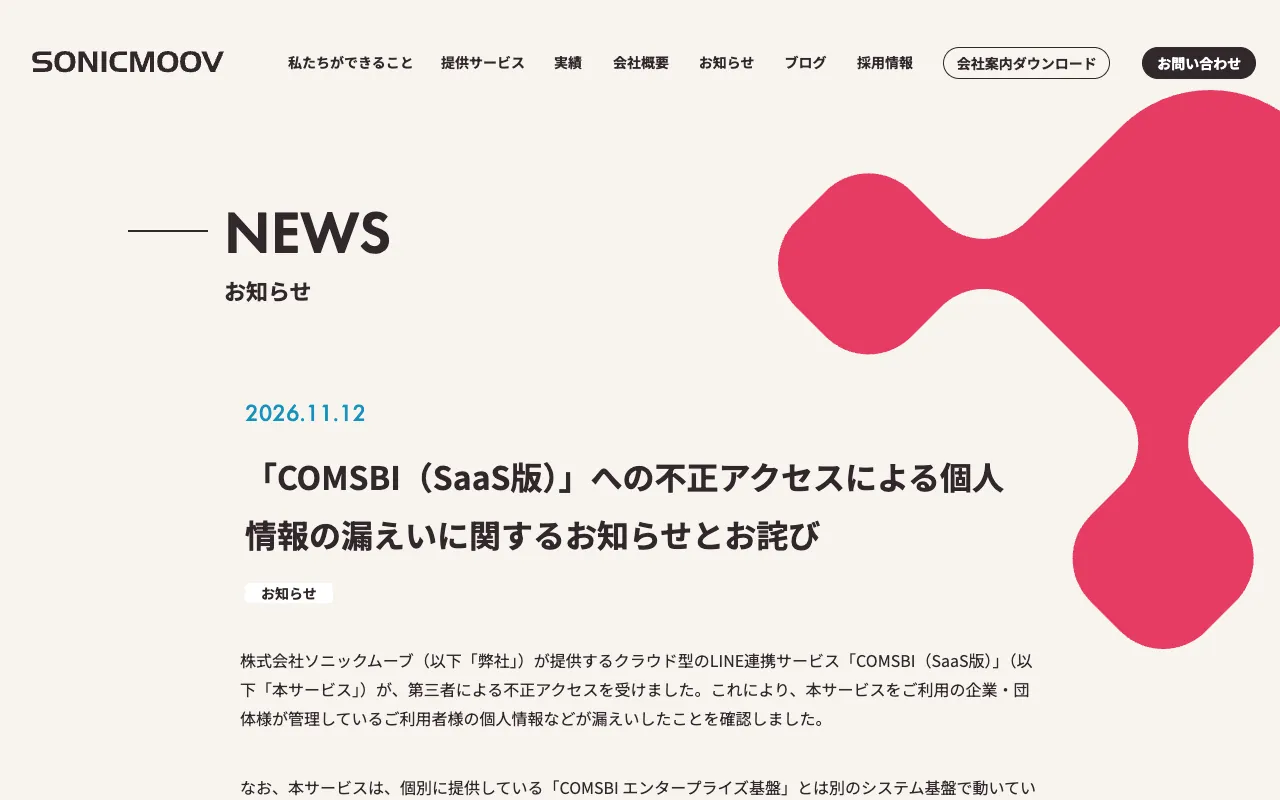 SONICMOOV
私たちができること 提供サービス 実績 会社概要 お知らせ ブログ 採用情報 会社案内ダウンロード お問い合わせ
NEWS
お知らせ
2026.11.12
「COMSBI（SaaS版）」への不正アクセスによる個人
情報の漏えいに関するお知らせとお詫び
お知らせ
株式会社ソニックムーブ（以下「弊社」）が提供するクラウド型のLINE連携サービス「COMSBI（SaaS版）」（以
下「本サービス」）が、第三者による不正アクセスを受けました。これにより、本サービスをご利用の企業・団
体様が管理しているご利用者様の個人情報などが漏えいしたことを確認しました。
なお、本サービスは、個別に提供している「COMSBI エンタープライズ基盤」とは別のシステム基盤で動いてい